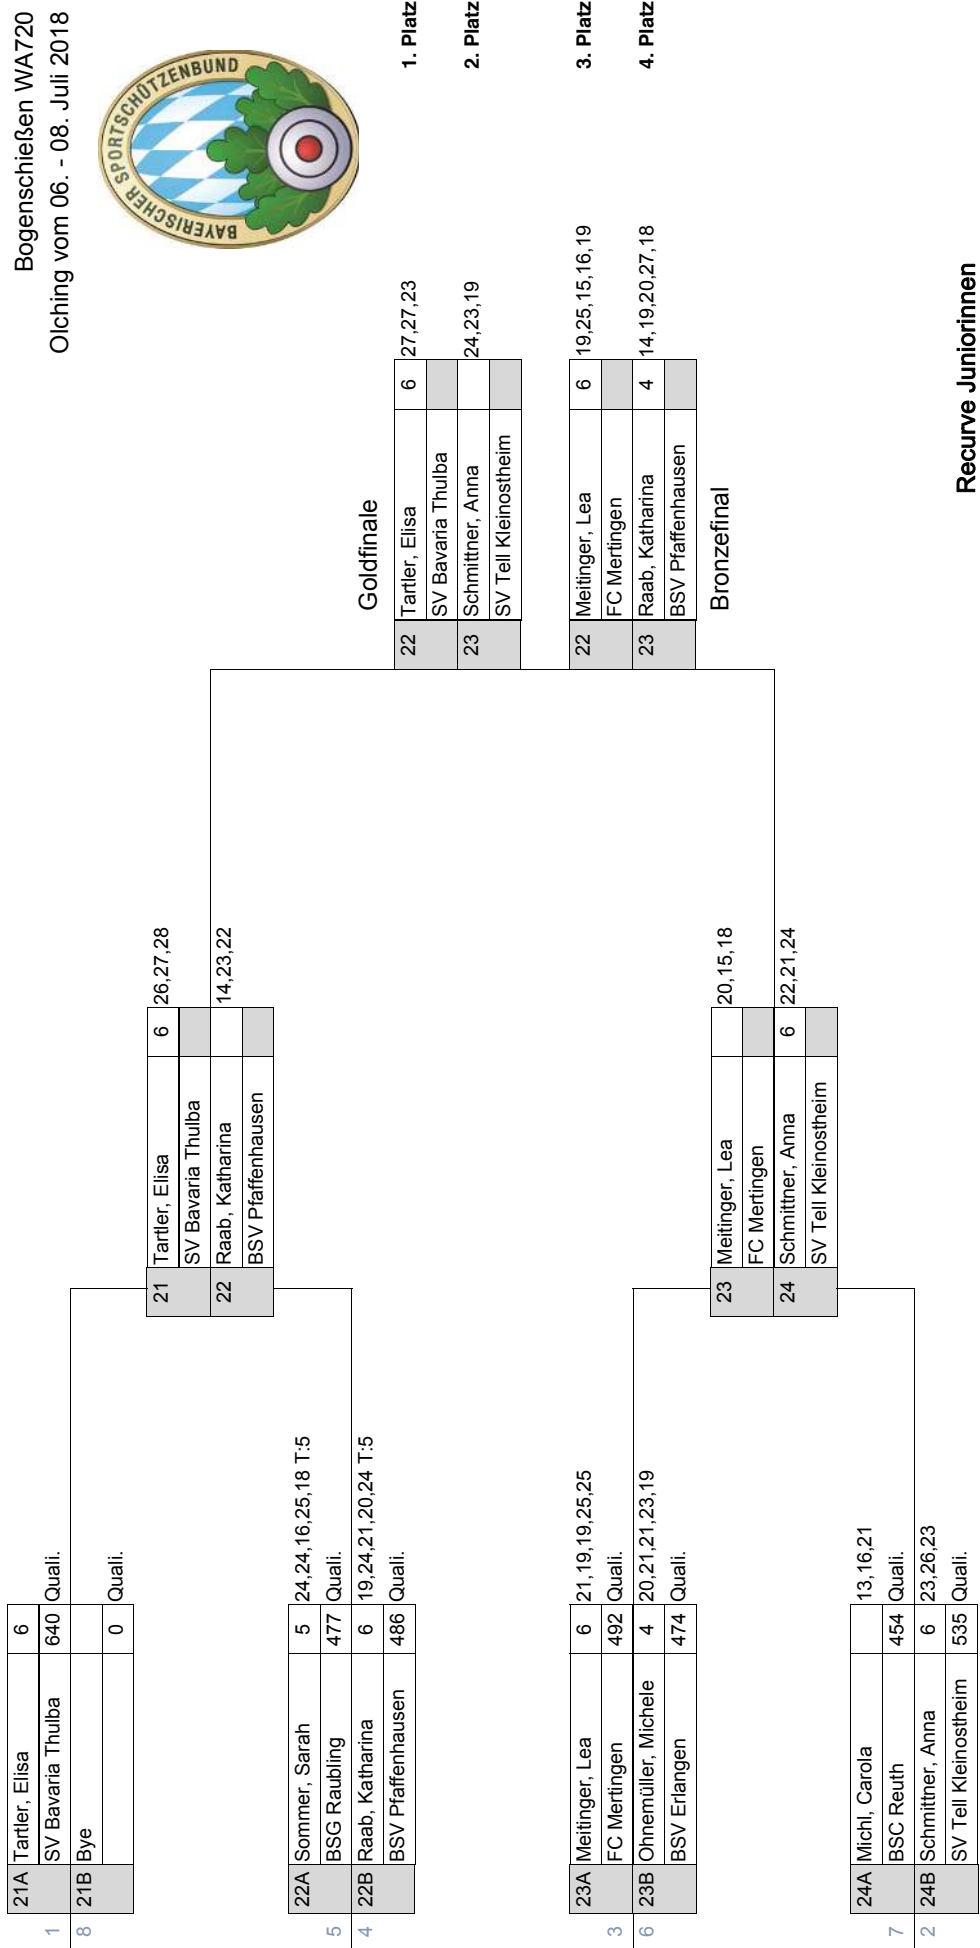 Bogenschießen WA720
Olching vom 06. - 08. Juli 2018
BAYERISCHER SPORTSCHÜTZENBUND
1
21A Tartler, Elisa 6
SV Bavaria Thulba 640 Quali.
8
21B Bye
0 Quali.
22A Sommer, Sarah 5 24,24,16,25,18 T:5
5
BSG Raubling 477 Quali.
4
22B Raab, Katharina 6 19,24,21,20,24 T:5
BSV Pfaffenhausen 486 Quali.
23A Meitinger, Lea 6 21,19,19,25,25
3
FC Mertingen 492 Quali.
6
23B Ohnemüller, Michele 4 20,21,21,23,19
BSV Erlangen 474 Quali.
24A Michl, Carola 13,16,21
7
BSC Reuth 454 Quali.
2
24B Schmittner, Anna 6 23,26,23
SV Tell Kleinostheim 535 Quali.
21 Tartler, Elisa 6 26,27,28
SV Bavaria Thulba
22 Raab, Katharina 14,23,22
BSV Pfaffenhausen
23 Meitinger, Lea 20,15,18
FC Mertingen
24 Schmittner, Anna 6 22,21,24
SV Tell Kleinostheim
Goldfinale
22 Tartler, Elisa 6 27,27,23 1. Platz
SV Bavaria Thulba
23 Schmittner, Anna 24,23,19 2. Platz
SV Tell Kleinostheim
22 Meitinger, Lea 6 19,25,15,16,19 3. Platz
FC Mertingen
23 Raab, Katharina 4 14,19,20,27,18 4. Platz
BSV Pfaffenhausen
Bronzefinal
Recurve Juniorinnen